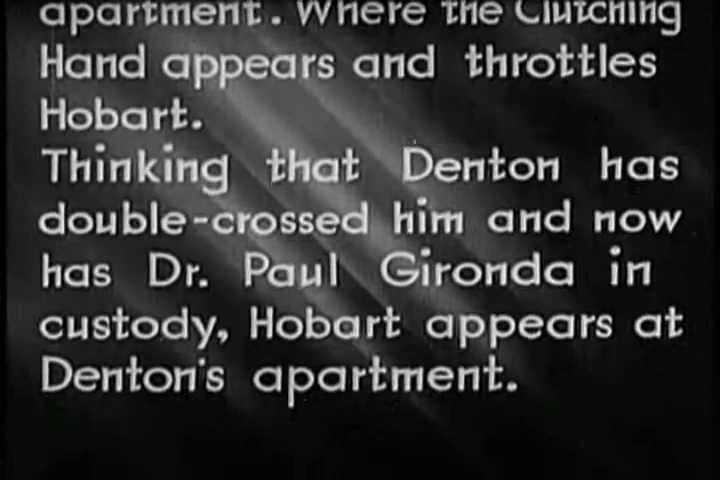 apartment. Where the Clutching
Hand appears and throttles
Hobart.
Thinking that Denton has
double-crossed him and now
has Dr. Paul Gironda in
custody, Hobart appears at
Denton's apartment.